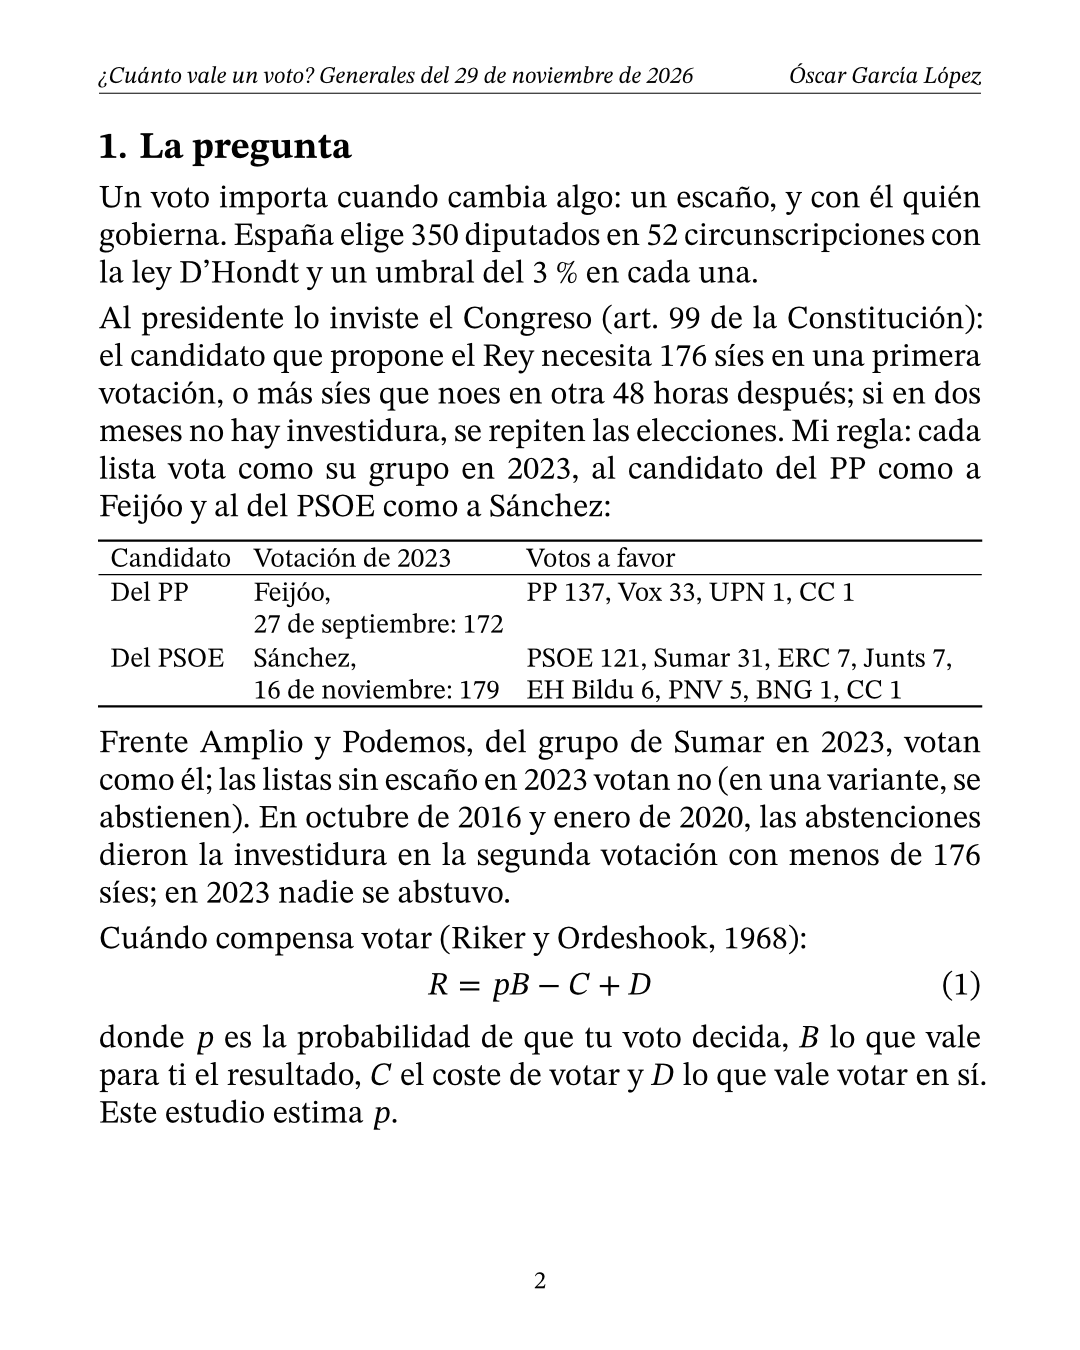 ¿Cuánto vale un voto? Generales del 29 de noviembre de 2026 Óscar García López
1. La pregunta
Un voto importa cuando cambia algo: un escaño, y con él quién
gobierna. España elige 350 diputados en 52 circunscripciones con
la ley D’Hondt y un umbral del 3 % en cada una.
Al presidente lo inviste el Congreso (art. 99 de la Constitución):
el candidato que propone el Rey necesita 176 síes en una primera
votación, o más síes que noes en otra 48 horas después; si en dos
meses no hay investidura, se repiten las elecciones. Mi regla: cada
lista vota como su grupo en 2023, al candidato del PP como a
Feijóo y al del PSOE como a Sánchez:
Candidato Votación de 2023 Votos a favor
Del PP Feijóo, PP 137, Vox 33, UPN 1, CC 1
27 de septiembre: 172
Del PSOE Sánchez, PSOE 121, Sumar 31, ERC 7, Junts 7,
16 de noviembre: 179 EH Bildu 6, PNV 5, BNG 1, CC 1
Frente Amplio y Podemos, del grupo de Sumar en 2023, votan
como él; las listas sin escaño en 2023 votan no (en una variante, se
abstienen). En octubre de 2016 y enero de 2020, las abstenciones
dieron la investidura en la segunda votación con menos de 176
síes; en 2023 nadie se abstuvo.
Cuándo compensa votar (Riker y Ordeshook, 1968):
R = pB − C + D (1)
donde p es la probabilidad de que tu voto decida, B lo que vale
para ti el resultado, C el coste de votar y D lo que vale votar en sí.
Este estudio estima p.
2